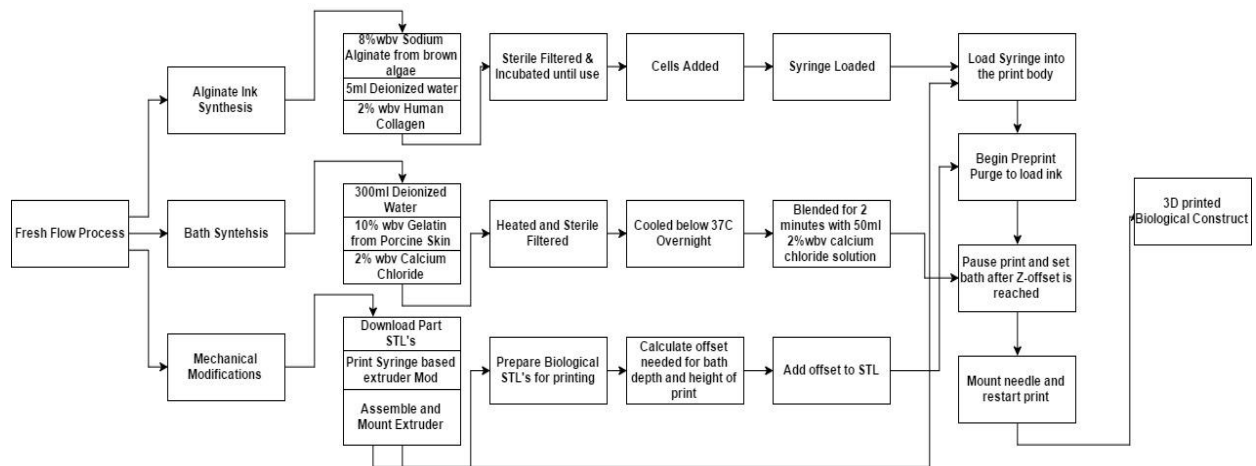 Fresh Flow Process
Alginate Ink
Synthesis
8%wbv Sodium
Alginate from brown
algae
5ml Deionized water
2% wbv Human
Collagen
Sterile Filtered &
Incubated until use
Cells Added
Syringe Loaded
Load Syringe into
the print body
Begin Preprint
Purge to load ink
Pause print and set
bath after Z-offset is
reached
Mount needle and
restart print
3D printed
Biological Construct
Bath Syntehsis
300ml Deionized
Water
10% wbv Gelatin
from Porcine Skin
2% wbv Calcium
Chloride
Heated and Sterile
Filtered
Cooled below 37C
Overnight
Blended for 2
minutes with 50ml
2%wbv calcium
chloride solution
Mechanical
Modifications
Download Part
STL's
Print Syringe based
extruder Mod
Assemble and
Mount Extruder
Prepare Biological
STL's for printing
Calculate offset
needed for bath
depth and height of
print
Add offset to STL